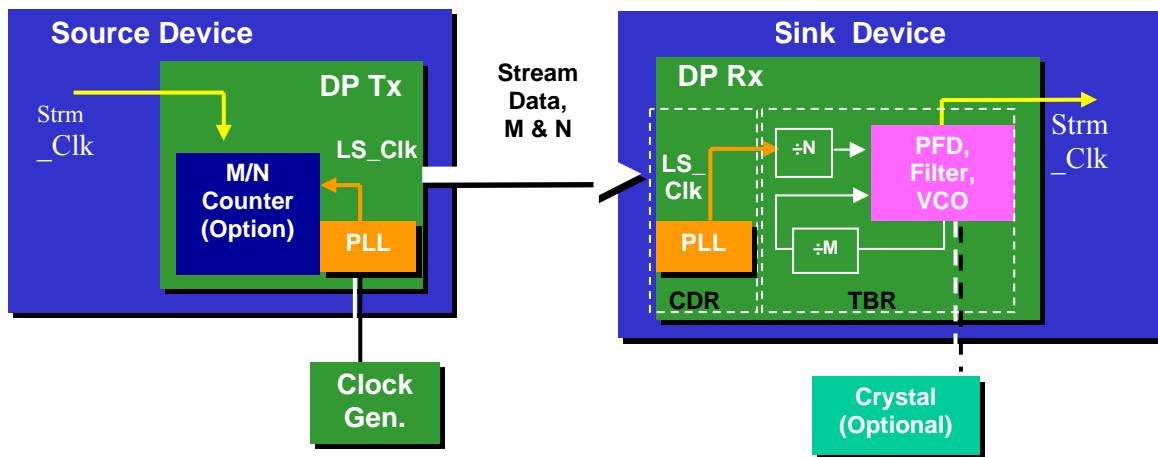 Source Device
DP Tx
Strm
_Clk
LS_Clk
M/N
Counter
(Option)
PLL
Clock
Gen.
Stream
Data,
M & N
Sink Device
DP Rx
LS_
Clk
÷N
PFD,
Filter,
VCO
Strm
_Clk
PLL
÷M
CDR
TBR
Crystal
(Optional)